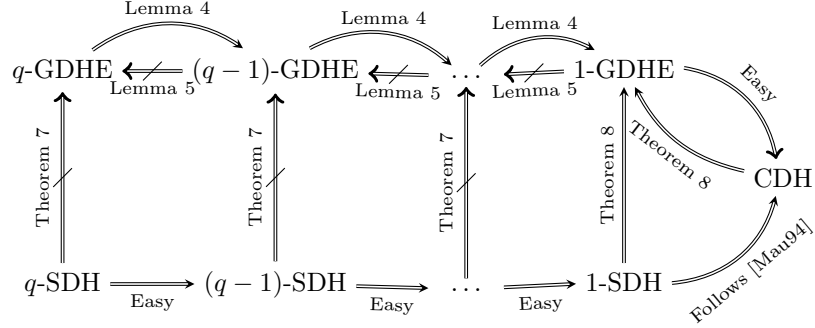 Lemma 4
Lemma 4
Lemma 4
q-GDHE
(q − 1)-GDHE
...
1-GDHE
Lemma 5
Lemma 5
Lemma 5
Easy
Theorem 7
Theorem 7
Theorem 7
Theorem 8
Theorem 8
CDH
q-SDH
(q − 1)-SDH
...
1-SDH
Easy
Easy
Easy
Follows [Mau94]